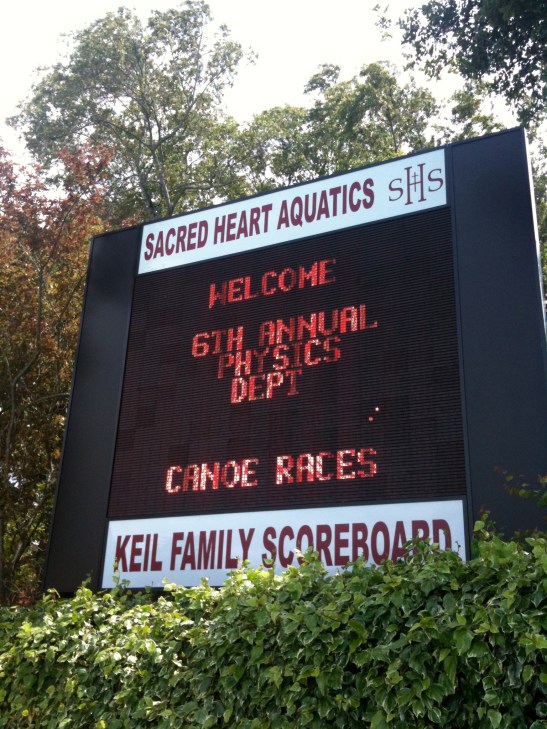 SACRED HEART AQUATICS SHS
WELCOME
6TH ANNUAL
PHYSICS
DEPT
CANOE RACES
KEIL FAMILY SCOREBOARD